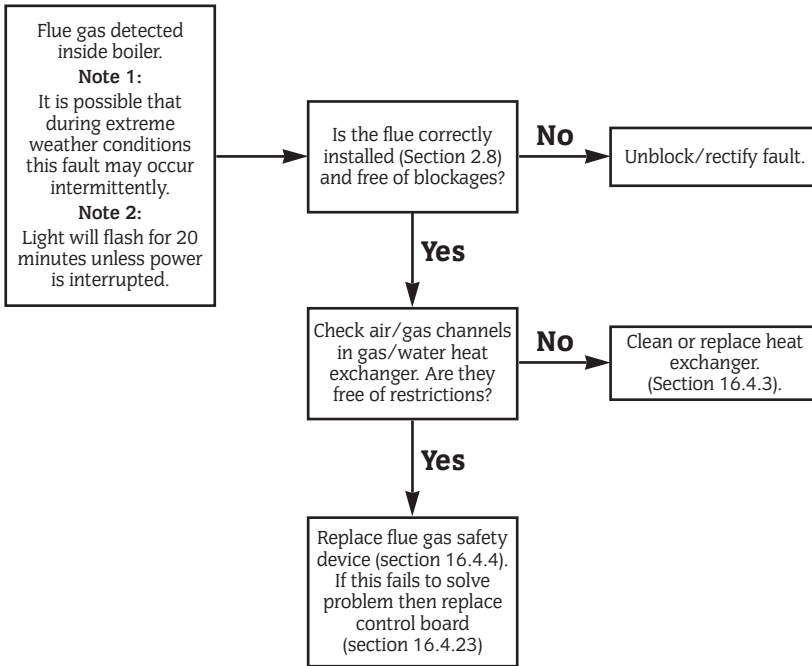 Flue gas detected
inside boiler.
Note 1:
It is possible that
during extreme
weather conditions
this fault may occur
intermittently.
Note 2:
Light will flash for 20
minutes unless power
is interrupted.
Is the flue correctly
installed (Section 2.8)
and free of blockages?
No
Unblock/rectify fault.
Yes
Check air/gas channels
in gas/water heat
exchanger. Are they
free of restrictions?
No
Clean or replace heat
exchanger.
(Section 16.4.3).
Yes
Replace flue gas safety
device (section 16.4.4).
If this fails to solve
problem then replace
control board
(section 16.4.23)